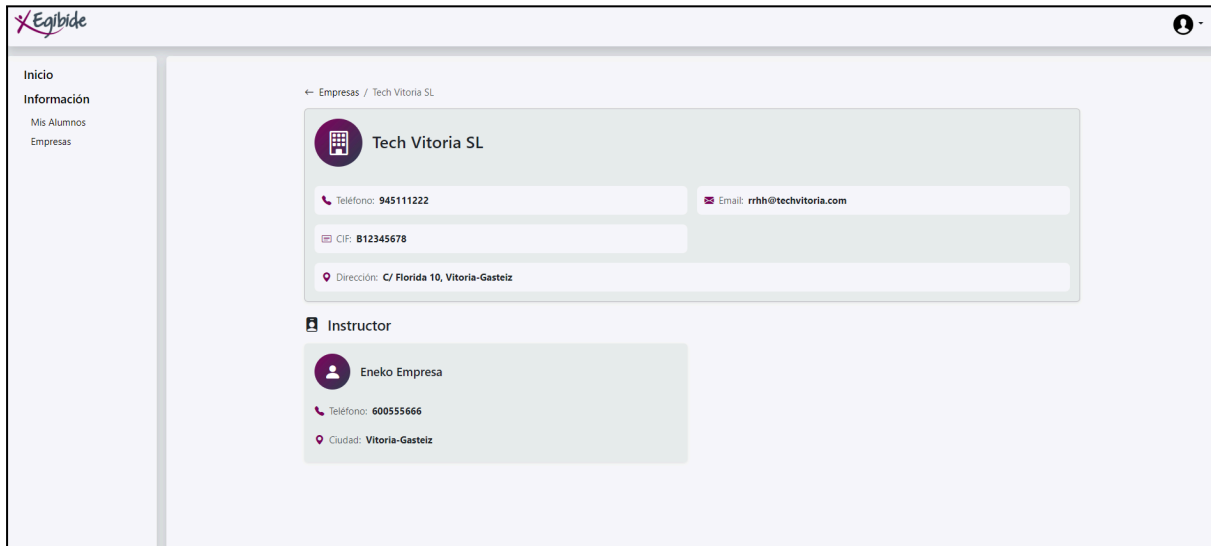 Egibide
Inicio
Información
Mis Alumnos
Empresas
← Empresas / Tech Vitoria SL
Tech Vitoria SL
Teléfono: 945111222
Email: rrhh@techvitoria.com
CIF: B12345678
Dirección: C/ Florida 10, Vitoria-Gasteiz
Instructor
Eneko Empresa
Teléfono: 600555666
Ciudad: Vitoria-Gasteiz